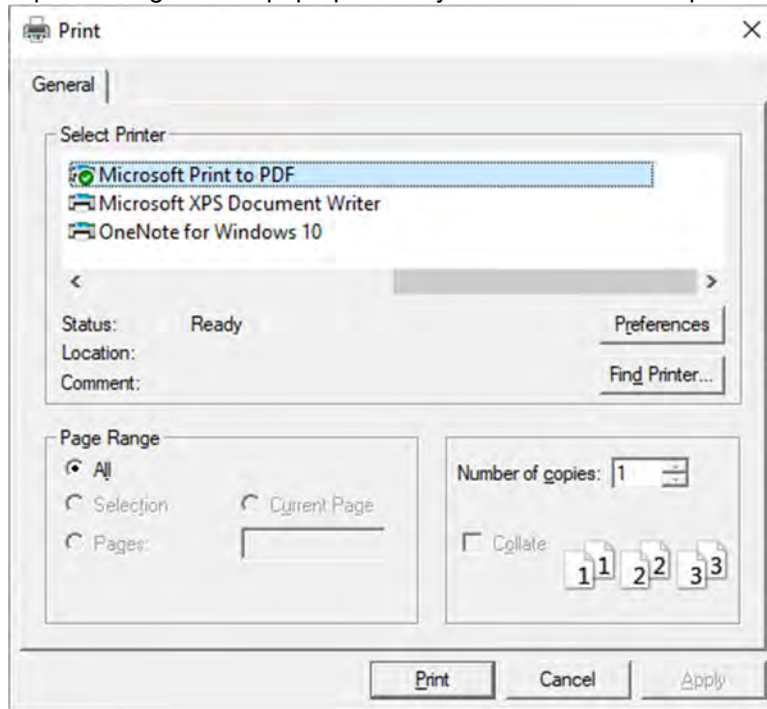 Print
General
Select Printer
Microsoft Print to PDF
Microsoft XPS Document Writer
OneNote for Windows 10
Status: Ready
Preferences
Location:
Comment:
Find Printer...
Page Range
All
Selection
Current Page
Pages:
Number of copies: 1
Collate
1 1 2 2 3 3
Print
Cancel
Apply